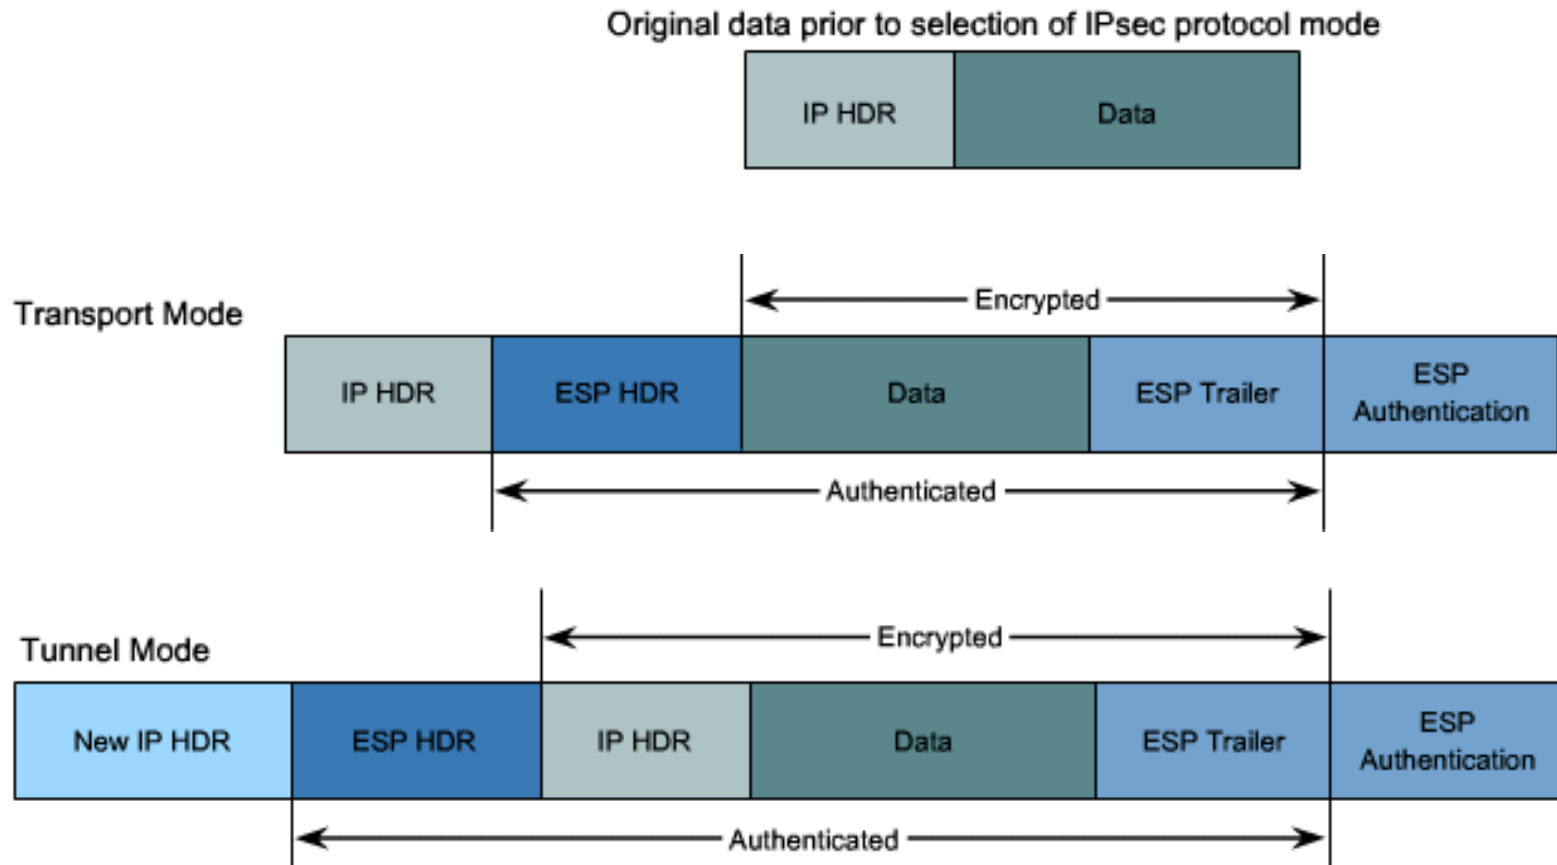 Original data prior to selection of IPsec protocol mode
IP HDR
Data
Transport Mode
Encrypted
IP HDR
ESP HDR
Data
ESP Trailer
ESP
Authentication
Authenticated
Tunnel Mode
Encrypted
New IP HDR
ESP HDR
IP HDR
Data
ESP Trailer
ESP
Authentication
Authenticated